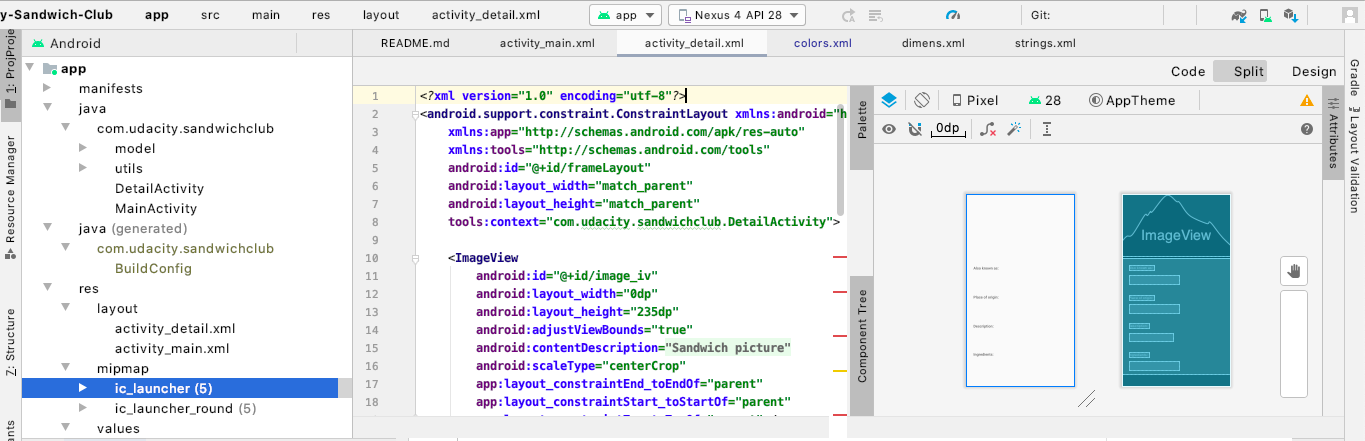 y-Sandwich-Club app src main res layout activity_detail.xml app Nexus 4 API 28 Git:
Android README.md activity_main.xml activity_detail.xml colors.xml dimens.xml strings.xml
Code Split Design
1: Project
Resource Manager
Z: Structure
app
manifests
java
com.udacity.sandwichclub
model
utils
DetailActivity
MainActivity
java (generated)
com.udacity.sandwichclub
BuildConfig
res
layout
activity_detail.xml
activity_main.xml
mipmap
ic_launcher (5)
ic_launcher_round (5)
values
1 <?xml version="1.0" encoding="utf-8"?>
2 <android.support.constraint.ConstraintLayout xmlns:android="h
3 xmlns:app="http://schemas.android.com/apk/res-auto"
4 xmlns:tools="http://schemas.android.com/tools"
5 android:id="@+id/frameLayout"
6 android:layout_width="match_parent"
7 android:layout_height="match_parent"
8 tools:context="com.udacity.sandwichclub.DetailActivity">
9
10 <ImageView
11 android:id="@+id/image_iv"
12 android:layout_width="0dp"
13 android:layout_height="235dp"
14 android:adjustViewBounds="true"
15 android:contentDescription="Sandwich picture"
16 android:scaleType="centerCrop"
17 app:layout_constraintEnd_toEndOf="parent"
18 app:layout_constraintStart_toStartOf="parent"
Palette
Component Tree
Pixel 28 AppTheme
0dp
Also known as:
Place of origin:
Description:
Ingredients:
ImageView
Attributes
Gradle
Layout Validation